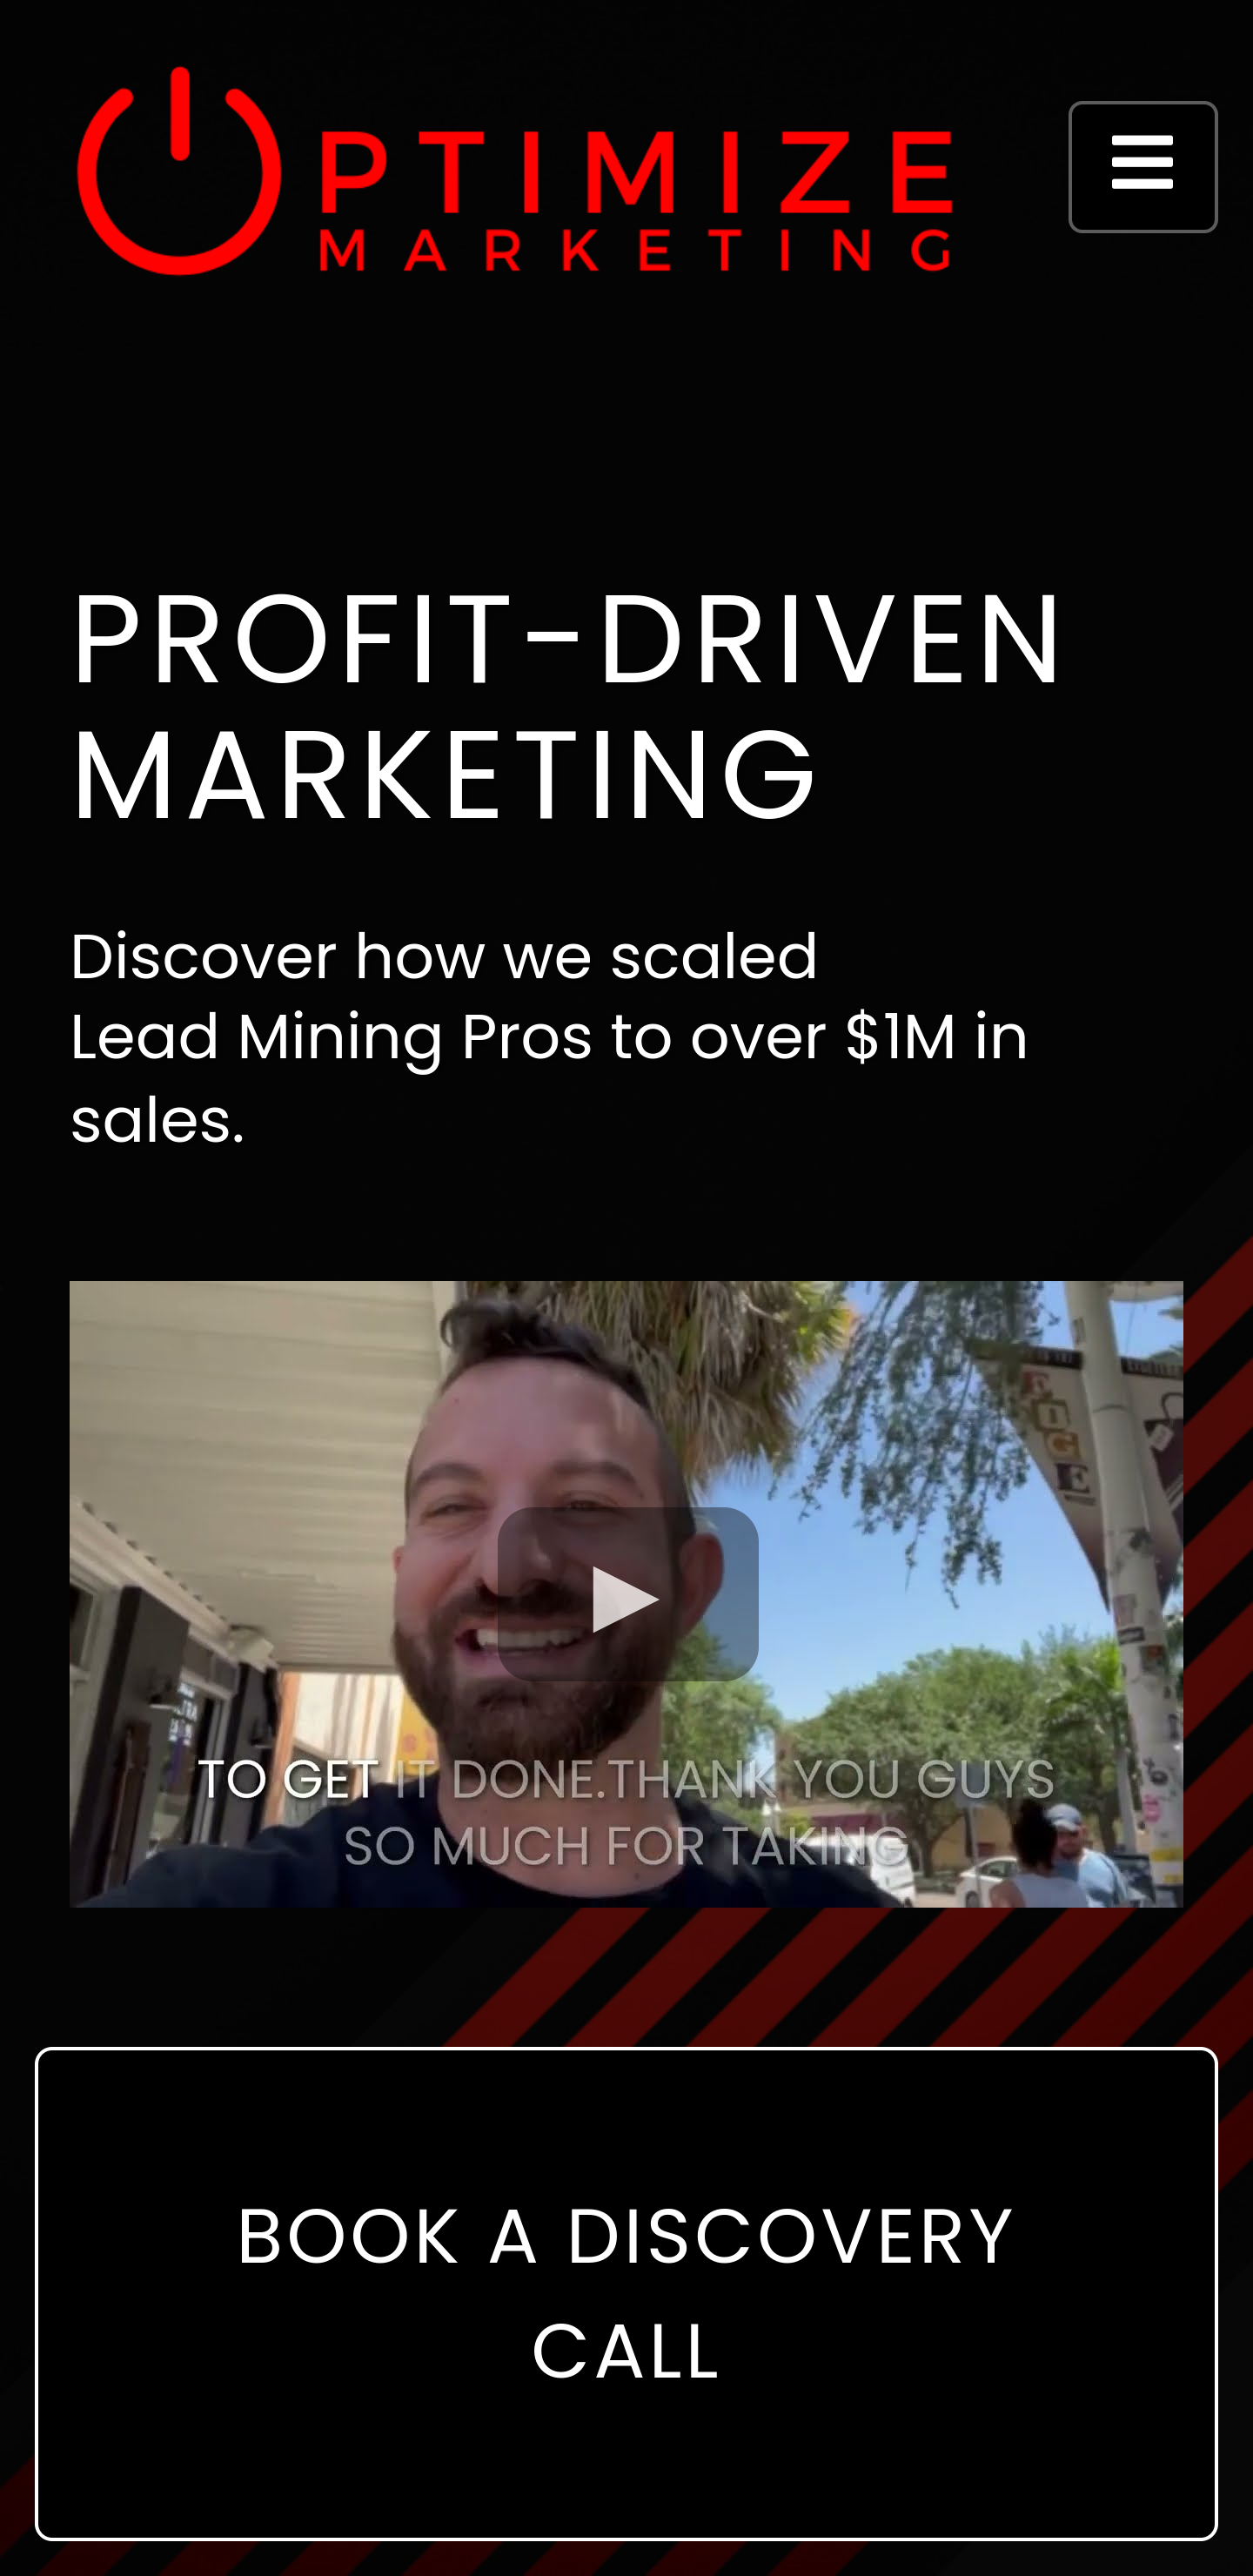 PTIMIZE
MARKETING
PROFIT-DRIVEN
MARKETING
Discover how we scaled
Lead Mining Pros to over $1M in
sales.
TO GET IT DONE.THANK YOU GUYS
SO MUCH FOR TAKING
BOOK A DISCOVERY
CALL